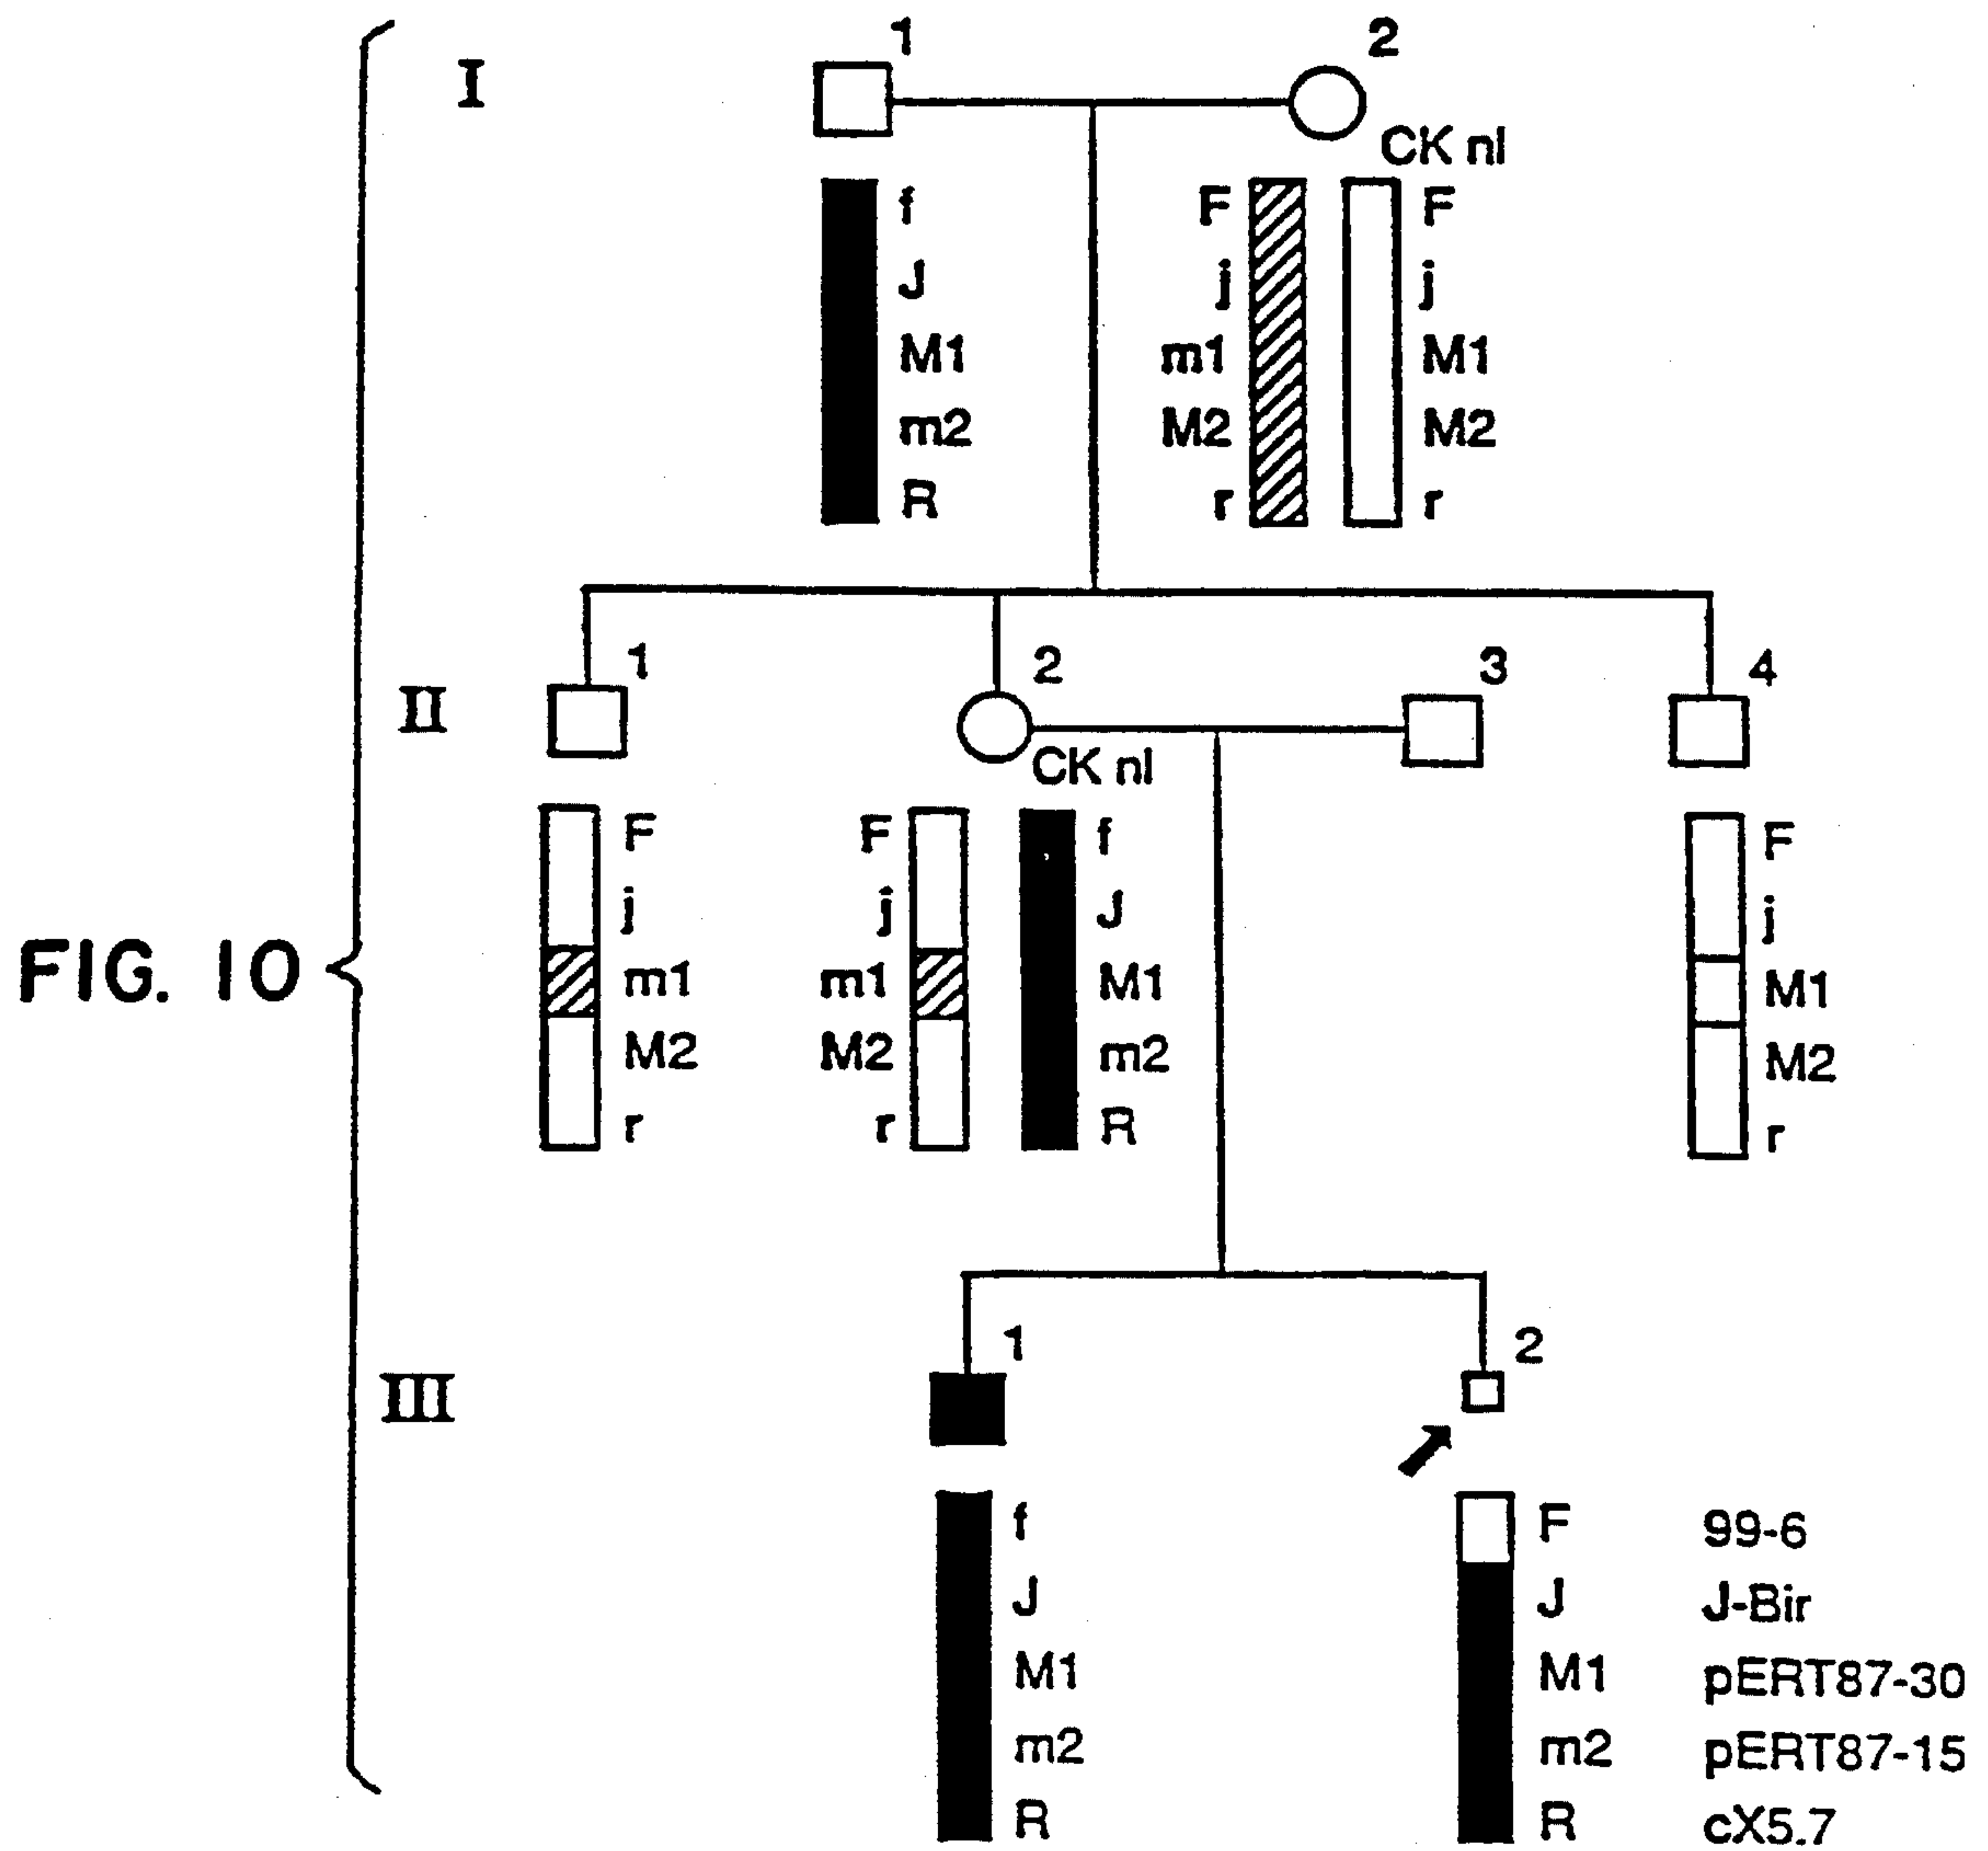 1 2
I
CK nl
f F F
J j j
M1 m1 M1
m2 M2 M2
R r r
1 2 3 4
II
CK nl
F F f F
j j J j
m1 m1 M1 M1
M2 M2 m2 M2
r r R r
FIG. 10
1 2
III
f F 99-6
J J J-Bir
M1 M1 pERT87-30
m2 m2 pERT87-15
R R cX5.7